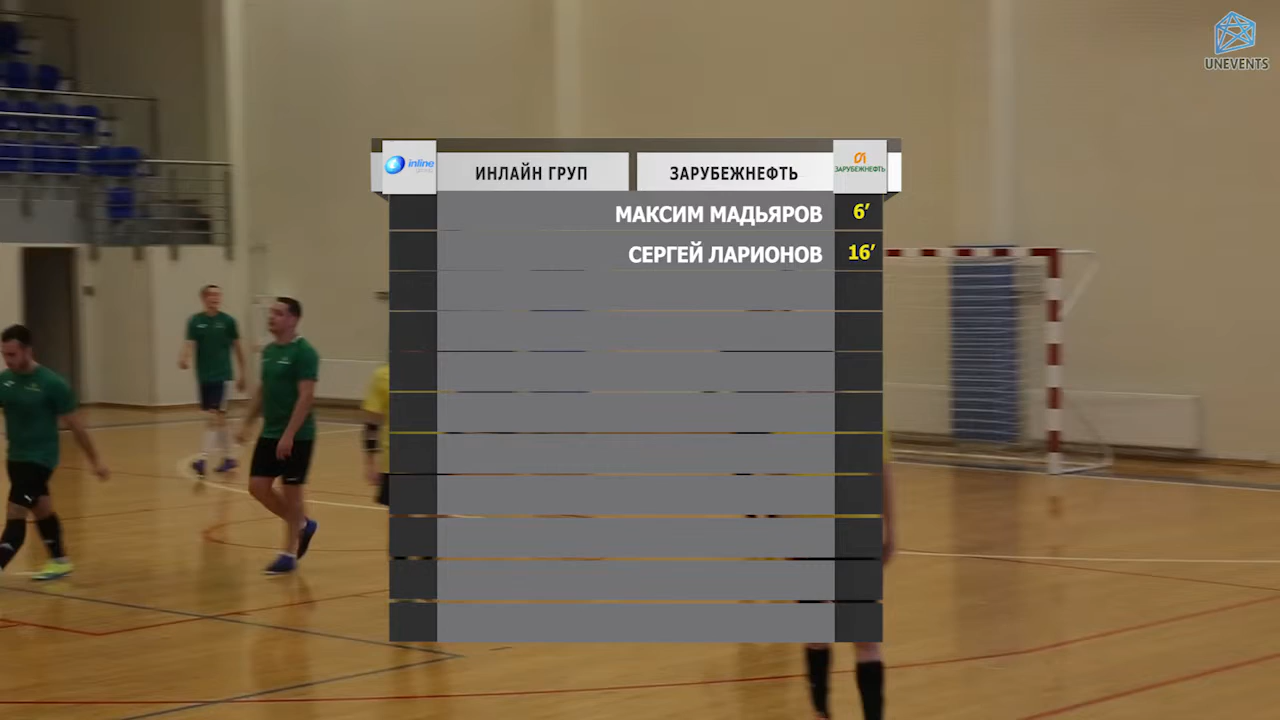 UNEVENTS
inline
ИНЛАЙН ГРУП
ЗАРУБЕЖНЕФТЬ
ЗАРУБЕЖНЕФТЬ
МАКСИМ МАДЬЯРОВ 6’
СЕРГЕЙ ЛАРИОНОВ 16’